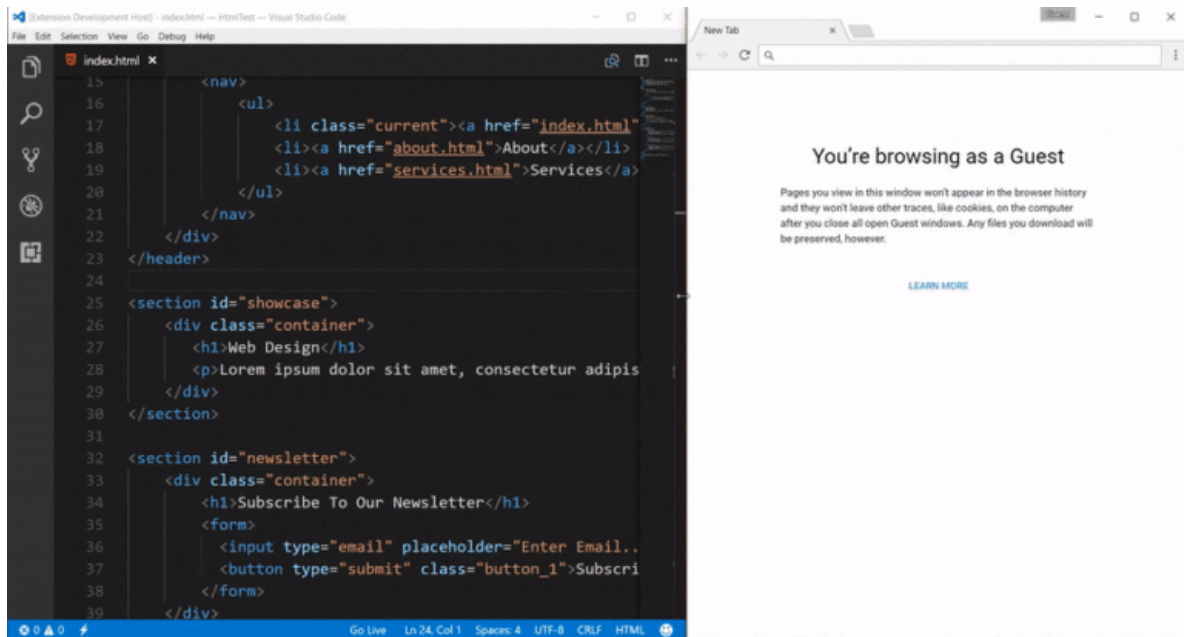 [Extension Development Host] - index.html — HtmlTest — Visual Studio Code
File Edit Selection View Go Debug Help
index.html ×
15 <nav>
16 <ul>
17 <li class="current"><a href="index.html"
18 <li><a href="about.html">About</a></li>
19 <li><a href="services.html">Services</a>
20 </ul>
21 </nav>
22 </div>
23 </header>
24
25 <section id="showcase">
26 <div class="container">
27 <h1>Web Design</h1>
28 <p>Lorem ipsum dolor sit amet, consectetur adipis
29 </div>
30 </section>
31
32 <section id="newsletter">
33 <div class="container">
34 <h1>Subscribe To Our Newsletter</h1>
35 <form>
36 <input type="email" placeholder="Enter Email..
37 <button type="submit" class="button_1">Subscri
38 </form>
39 </div>
0 0 Go Live Ln 24, Col 1 Spaces: 4 UTF-8 CRLF HTML
New Tab ×
You're browsing as a Guest
Pages you view in this window won't appear in the browser history
and they won't leave other traces, like cookies, on the computer
after you close all open Guest windows. Any files you download will
be preserved, however.
LEARN MORE